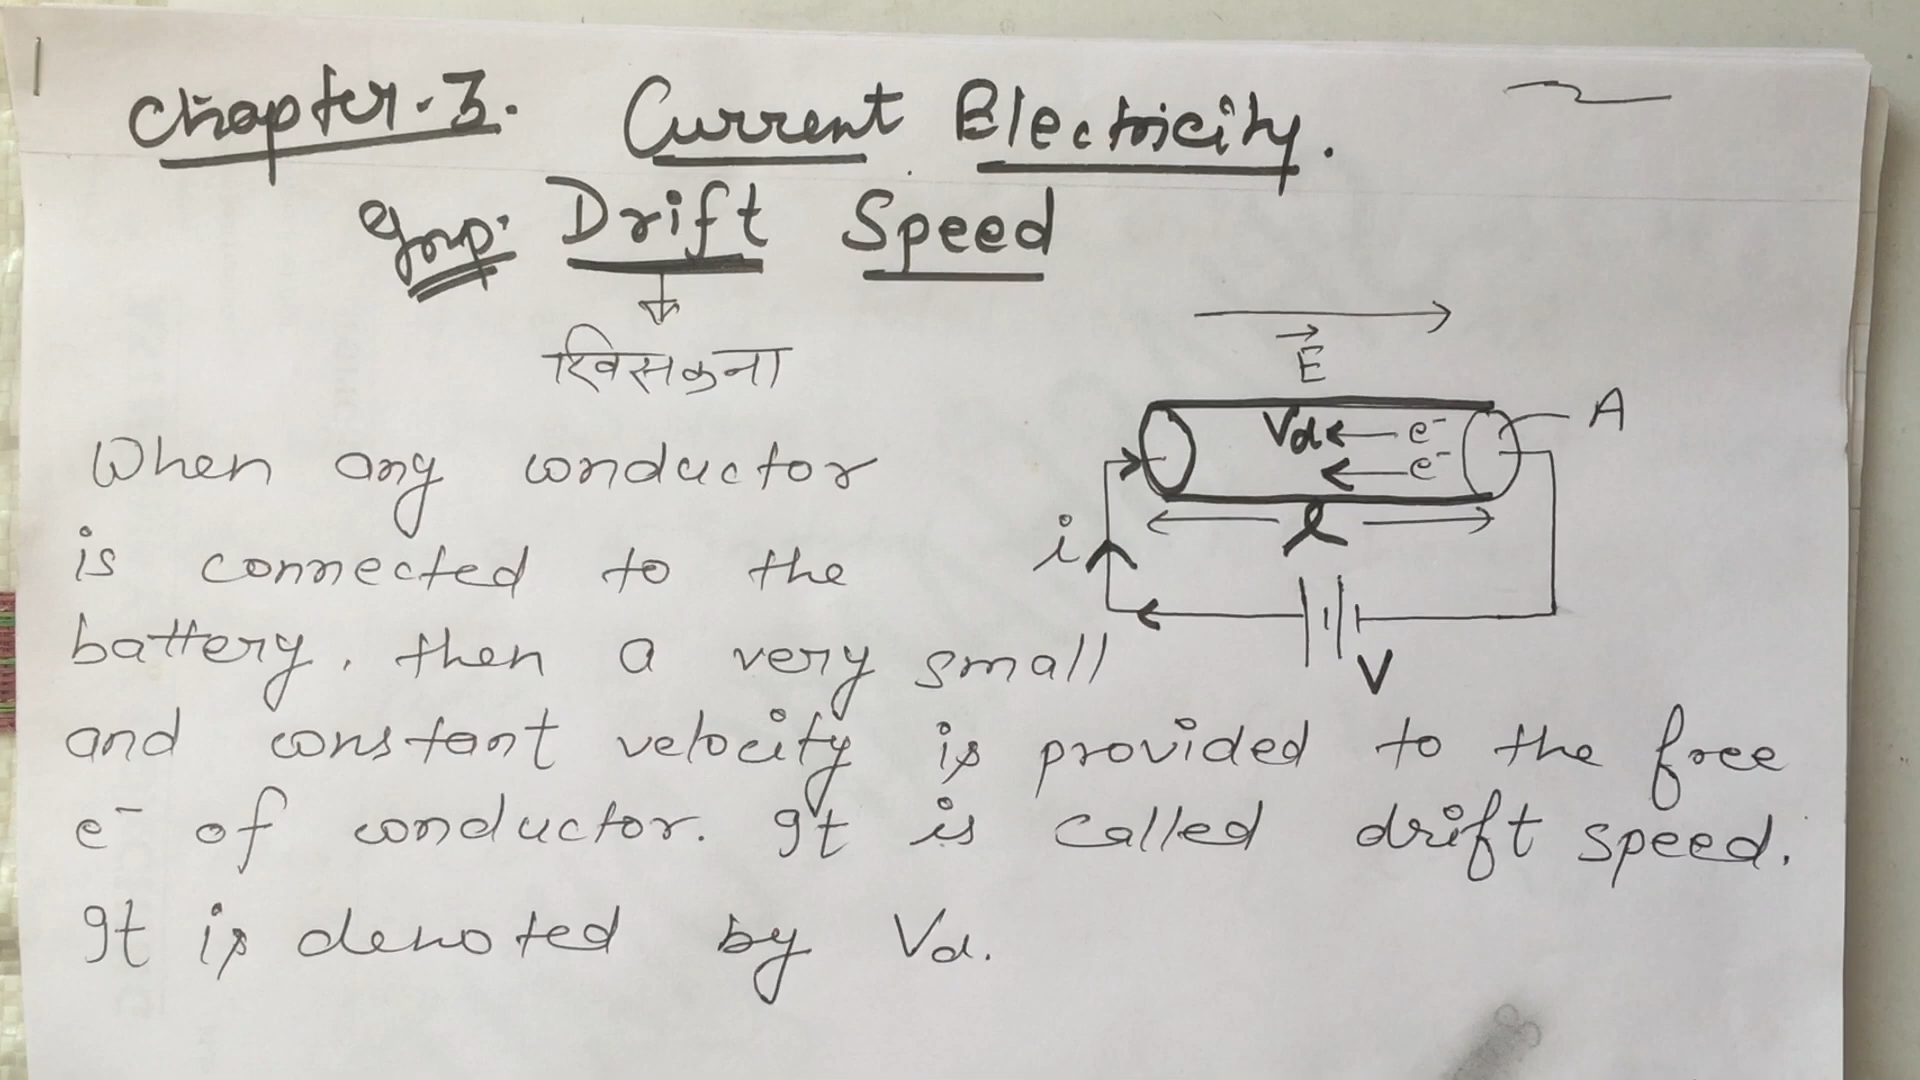 Chapter-3. Current Electricity.
Imp: Drift Speed
खिसकना
E
A
Vd e-
e-
l
i
V
When any conductor
is connected to the
battery, then a very small
and constant velocity is provided to the free
e- of conductor. It is called drift speed.
It is denoted by Vd.